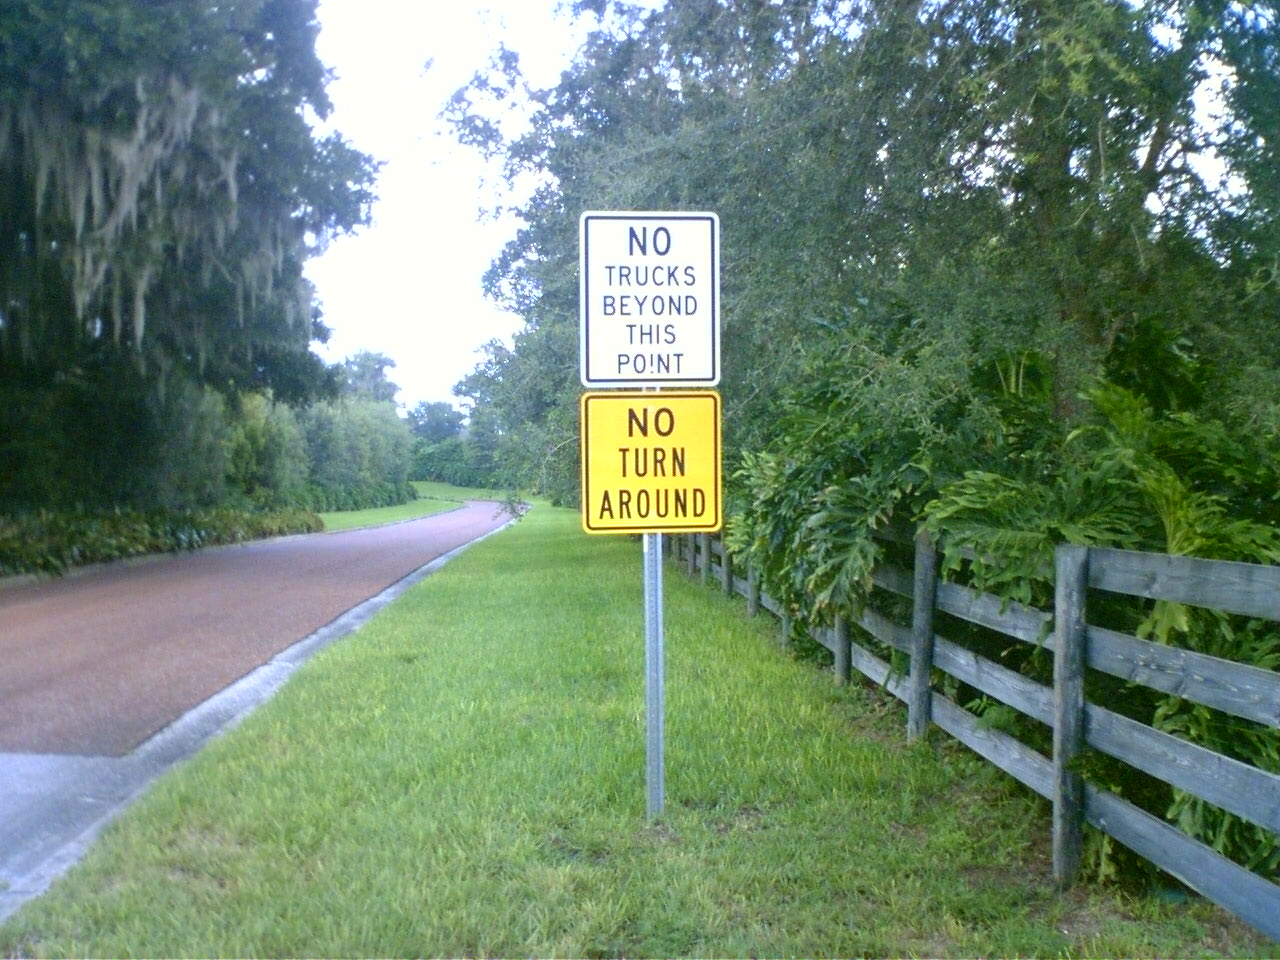 NO
TRUCKS
BEYOND
THIS
PO!NT
NO
TURN
AROUND